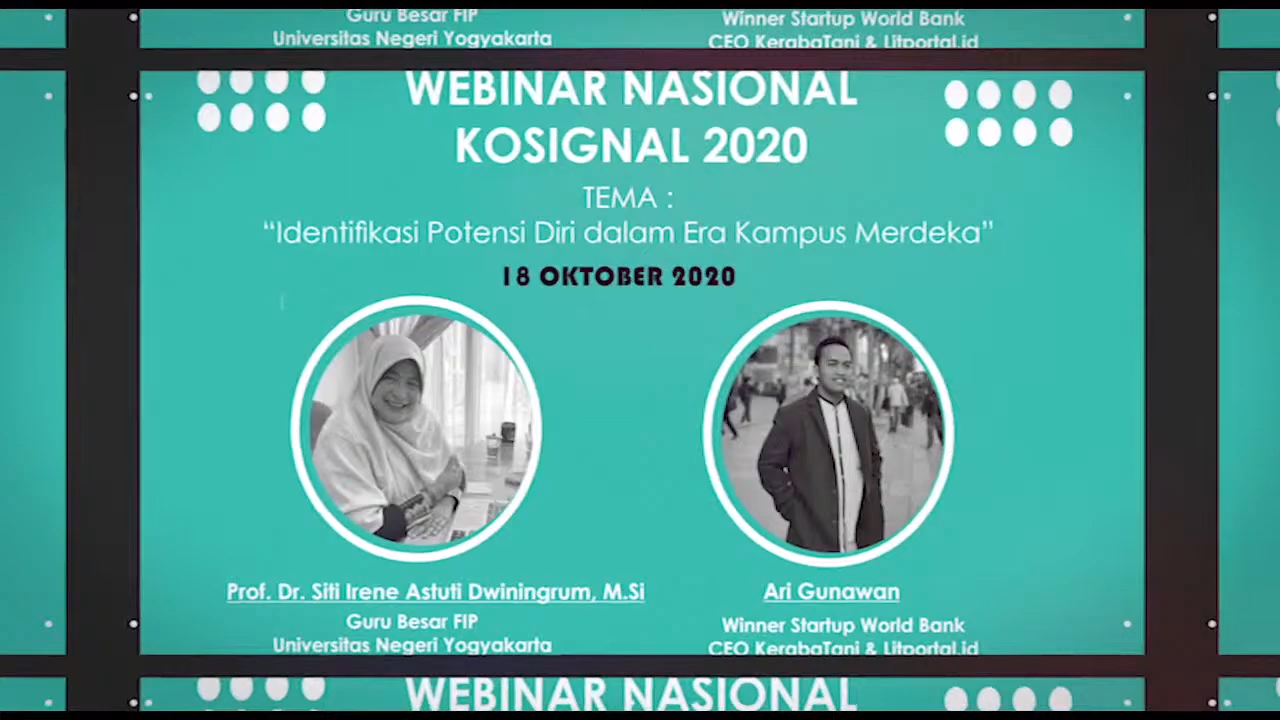 Guru Besar FIP
Universitas Negeri Yogyakarta
Winner Startup World Bank
CEO KerabaTani & Litportal.id
WEBINAR NASIONAL
KOSIGNAL 2020
TEMA :
“Identifikasi Potensi Diri dalam Era Kampus Merdeka”
18 OKTOBER 2020
Prof. Dr. Siti Irene Astuti Dwiningrum, M.Si
Guru Besar FIP
Universitas Negeri Yogyakarta
Ari Gunawan
Winner Startup World Bank
CEO KerabaTani & Litportal.id
WEBINAR NASIONAL